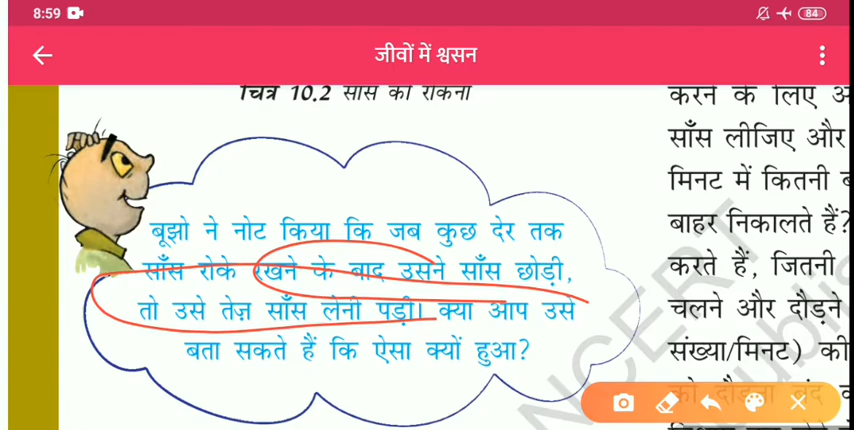 8:59
84
जीवों में श्वसन
चित्र 10.2 साँस को रोकना
बूझो ने नोट किया कि जब कुछ देर तक
साँस रोके रखने के बाद उसने साँस छोड़ी,
तो उसे तेज़ साँस लेनी पड़ी। क्या आप उसे
बता सकते हैं कि ऐसा क्यों हुआ?
करने के लिए
साँस लीजिए और
मिनट में कितनी
बाहर निकालते हैं?
करते हैं, जितनी
चलने और दौड़ने
संख्या/मिनट) की
को दौड़ना बंद
NCERT